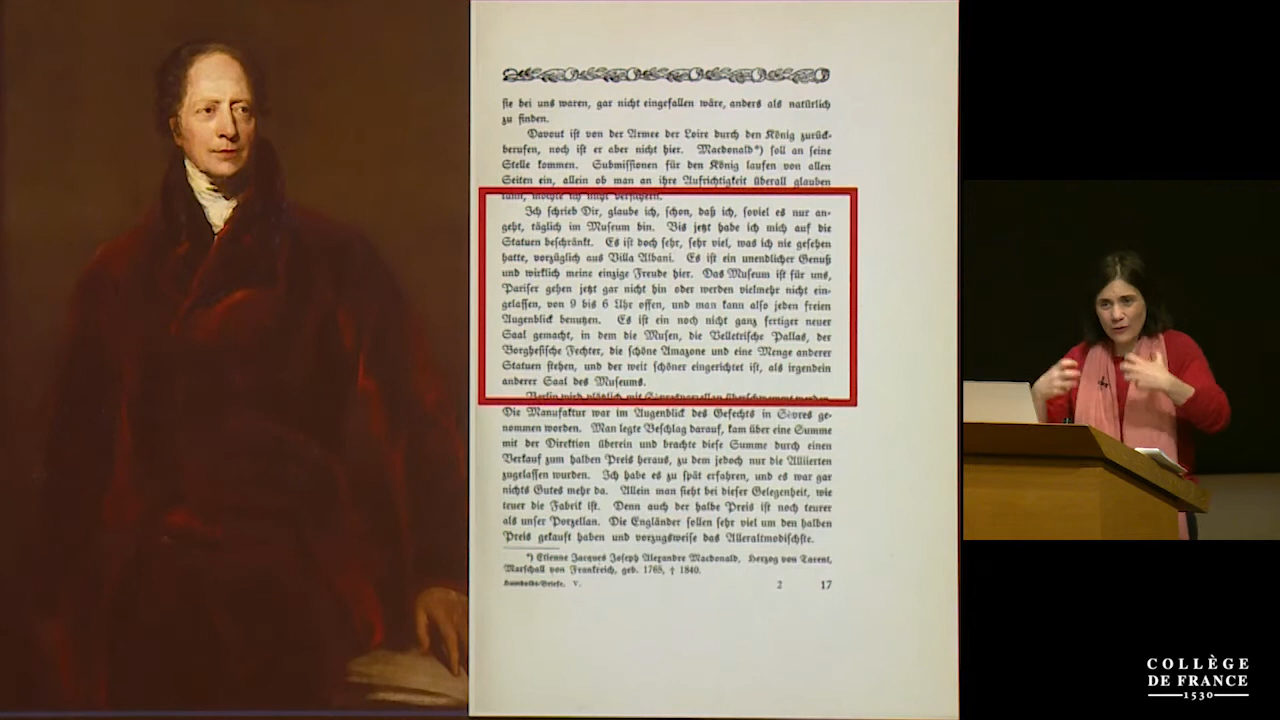 sie bei uns waren, gar nicht eingefallen wäre, anders als natürlich
zu finden.
Davout ist von der Armee der Loire durch den König zurück-
berufen, noch ist er aber nicht hier. Macdonald*) soll an seine
Stelle kommen. Submissionen für den König laufen von allen
Seiten ein, allein ob man an ihre Aufrichtigkeit überall glauben
kann, möchte ich nicht versichern.
Ich schrieb Dir, glaube ich, schon, daß ich, soviel es nur an-
geht, täglich im Museum bin. Bis jetzt habe ich mich auf die
Statuen beschränkt. Es ist doch sehr, sehr viel, was ich nie gesehen
hatte, vorzüglich aus Villa Albani. Es ist ein unendlicher Genuß
und wirklich meine einzige Freude hier. Das Museum ist für uns,
Pariser gehen jetzt gar nicht hin oder werden vielmehr nicht ein-
gelassen, von 9 bis 6 Uhr offen, und man kann also jeden freien
Augenblick benutzen. Es ist ein noch nicht ganz fertiger neuer
Saal gemacht, in dem die Musen, die Velletrische Pallas, der
Borghesische Fechter, die schöne Amazone und eine Menge anderer
Statuen stehen, und der weit schöner eingerichtet ist, als irgendein
anderer Saal des Museums.
Berlin wird plötzlich mit Sèvresporzellan überschwemmt werden.
Die Manufaktur war im Augenblick des Gefechts in Sèvres ge-
nommen worden. Man legte Beschlag darauf, kam über eine Summe
mit der Direktion überein und brachte diese Summe durch einen
Verkauf zum halben Preis heraus, zu dem jedoch nur die Alliierten
zugelassen wurden. Ich habe es zu spät erfahren, und es war gar
nichts Gutes mehr da. Allein man sieht bei dieser Gelegenheit, wie
teuer die Fabrik ist. Denn auch der halbe Preis ist noch teurer
als unser Porzellan. Die Engländer sollen sehr viel um den halben
Preis gekauft haben und vorzugsweise das Alleraltmodischste.
*) Etienne Jacques Joseph Alexandre Macdonald, Herzog von Tarent,
Marschall von Frankreich, geb. 1765, † 1840.
Humboldt-Briefe. V. 2 17
COLLÈGE
DE FRANCE
1530